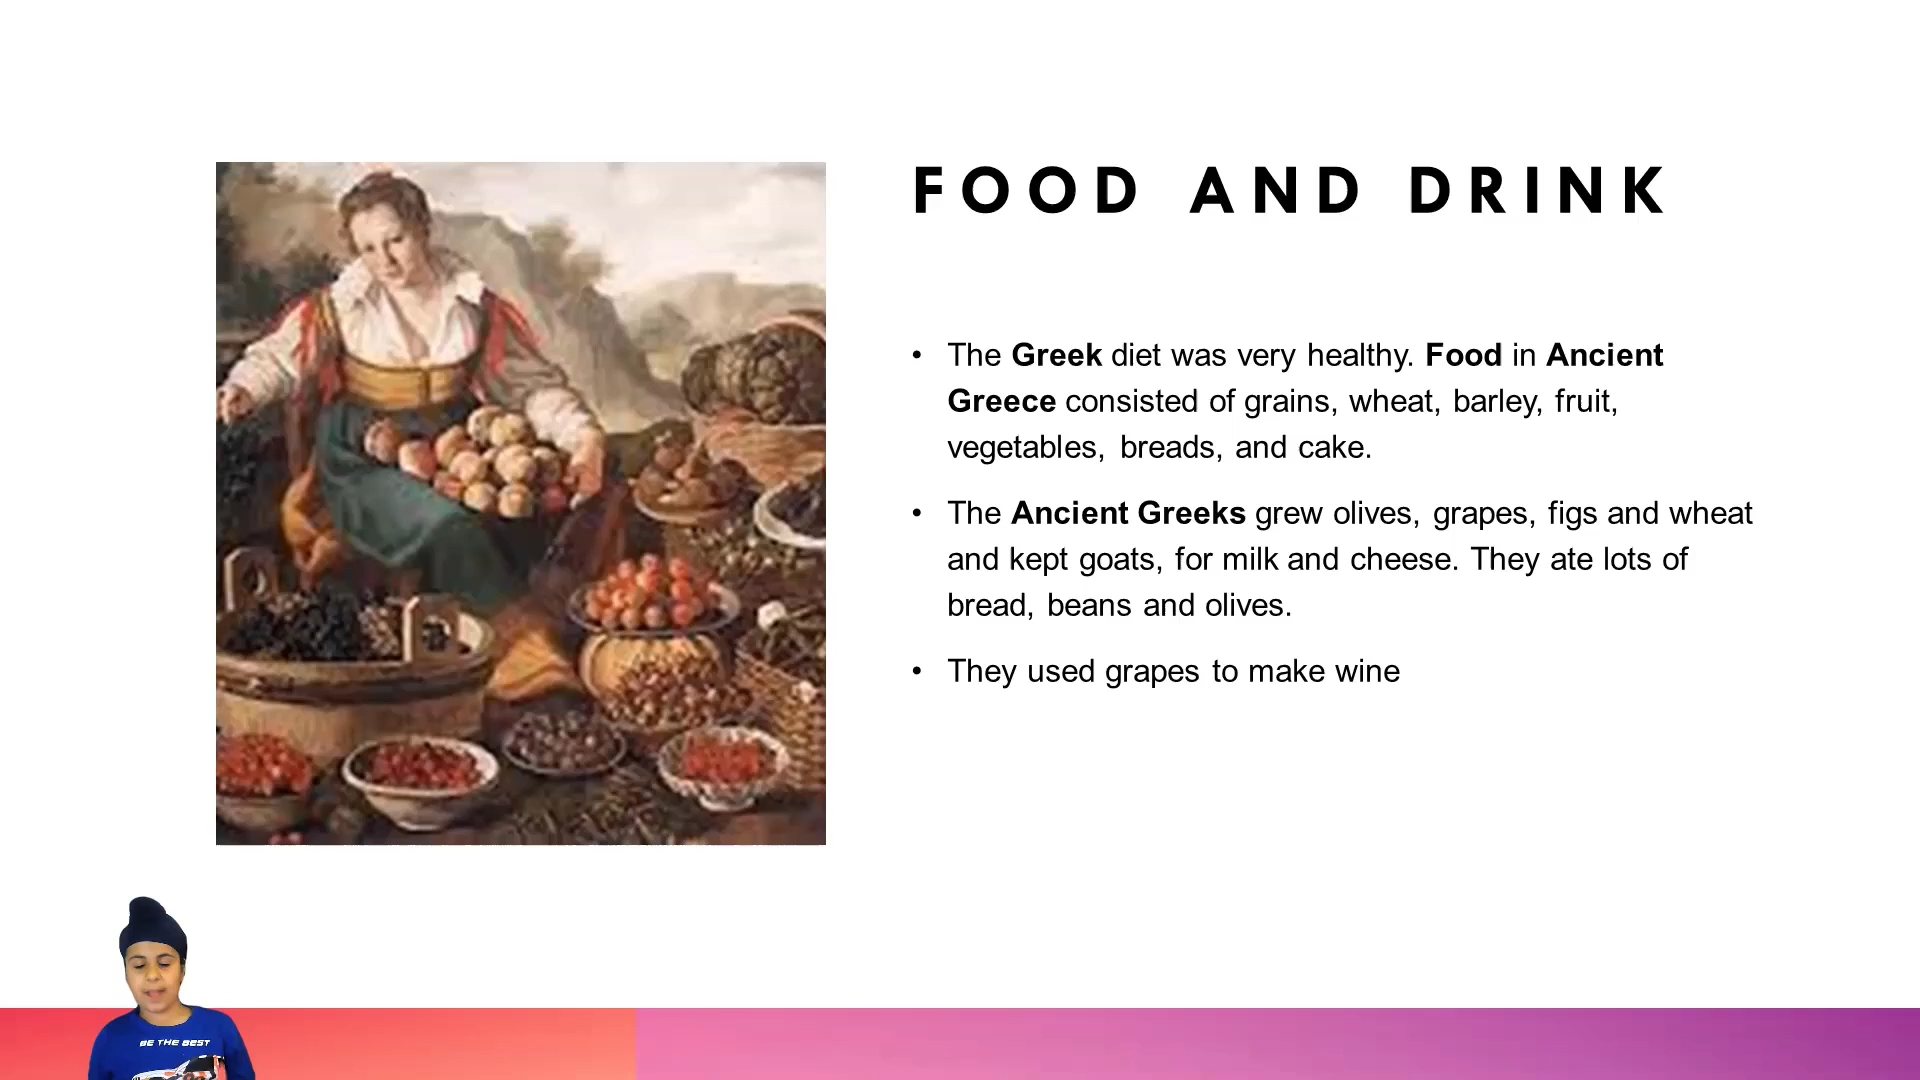 FOOD AND DRINK
• The Greek diet was very healthy. Food in Ancient
Greece consisted of grains, wheat, barley, fruit,
vegetables, breads, and cake.
• The Ancient Greeks grew olives, grapes, figs and wheat
and kept goats, for milk and cheese. They ate lots of
bread, beans and olives.
• They used grapes to make wine
BE THE BEST